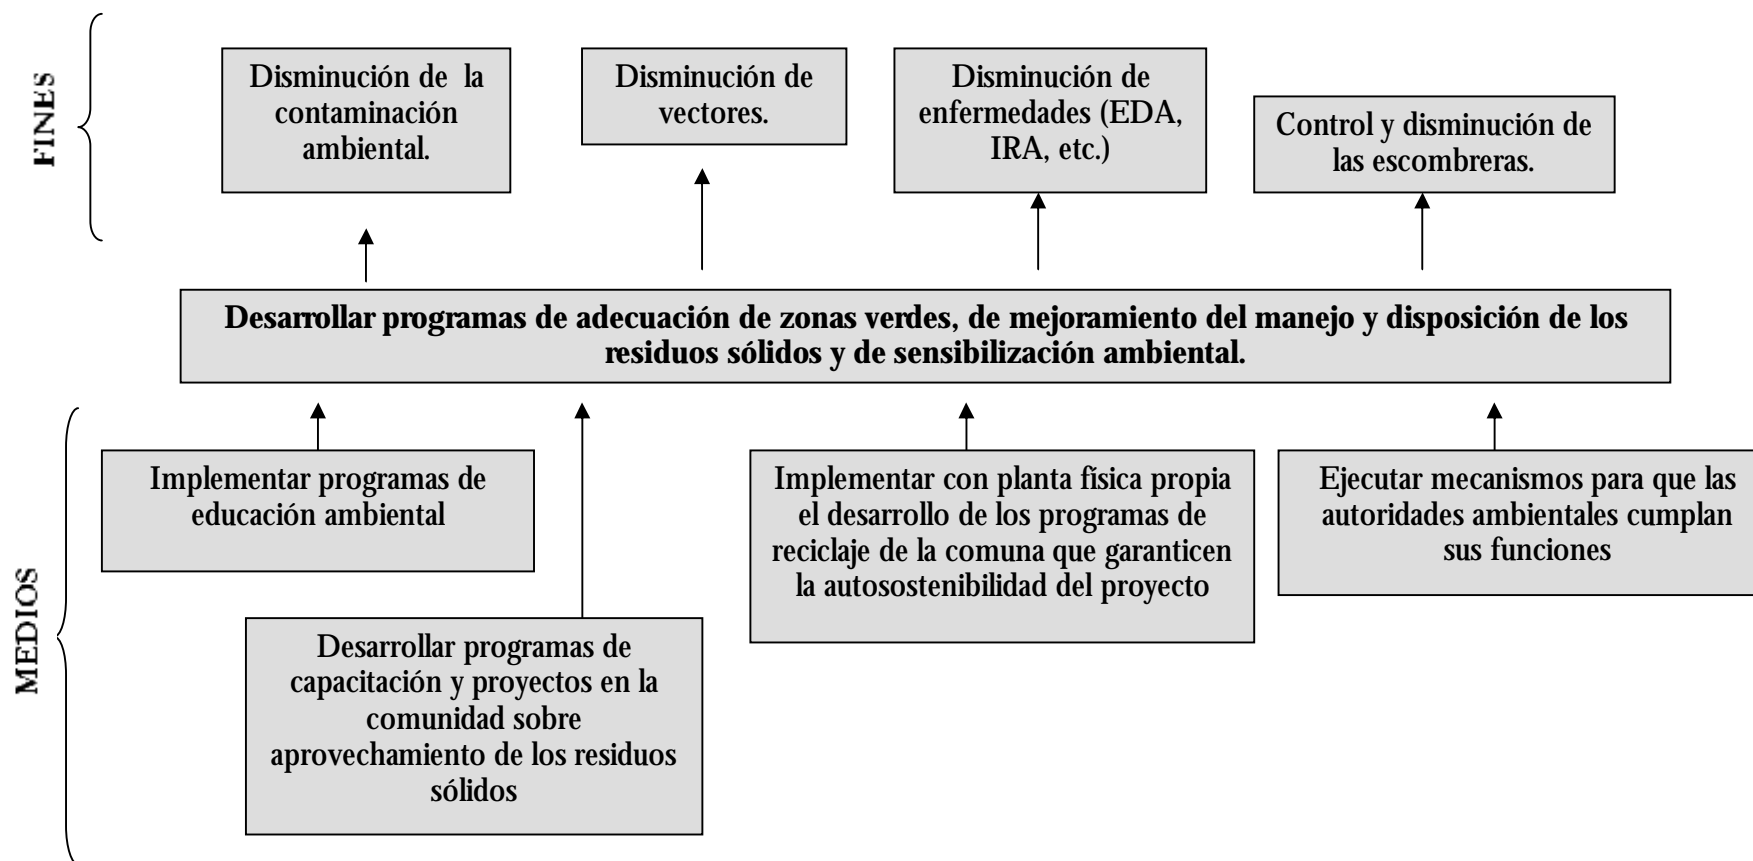 FINES
Disminución de la
contaminación
ambiental.
Disminución de
vectores.
Disminución de
enfermedades (EDA,
IRA, etc.)
Control y disminución de
las escombreras.
Desarrollar programas de adecuación de zonas verdes, de mejoramiento del manejo y disposición de los
residuos sólidos y de sensibilización ambiental.
MEDIOS
Implementar programas de
educación ambiental
Desarrollar programas de
capacitación y proyectos en la
comunidad sobre
aprovechamiento de los residuos
sólidos
Implementar con planta física propia
el desarrollo de los programas de
reciclaje de la comuna que garanticen
la autosostenibilidad del proyecto
Ejecutar mecanismos para que las
autoridades ambientales cumplan
sus funciones